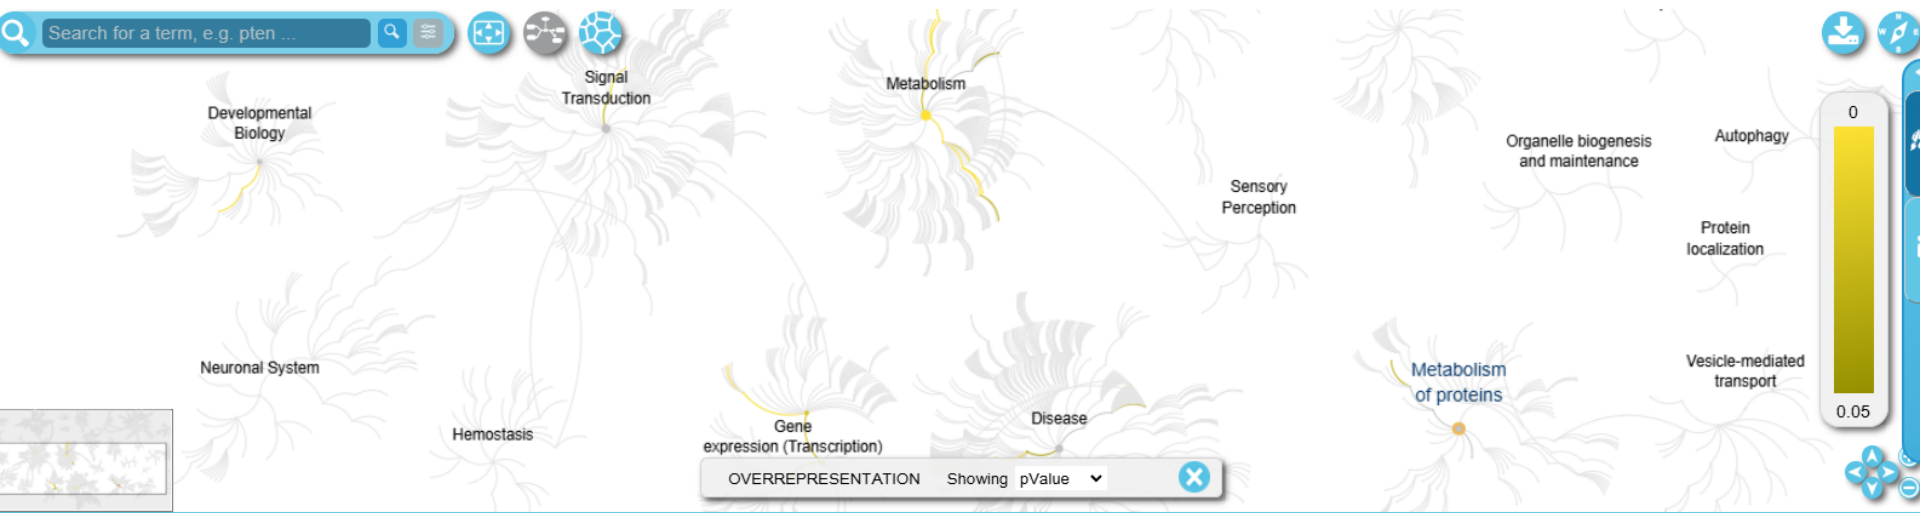 Search for a term, e.g. pten ...
Signal
Transduction
Metabolism
Developmental
Biology
0
Organelle biogenesis
and maintenance
Autophagy
Sensory
Perception
Protein
localization
Neuronal System
Metabolism
of proteins
Vesicle-mediated
transport
0.05
Hemostasis
Gene
expression (Transcription)
Disease
OVERREPRESENTATION Showing pValue